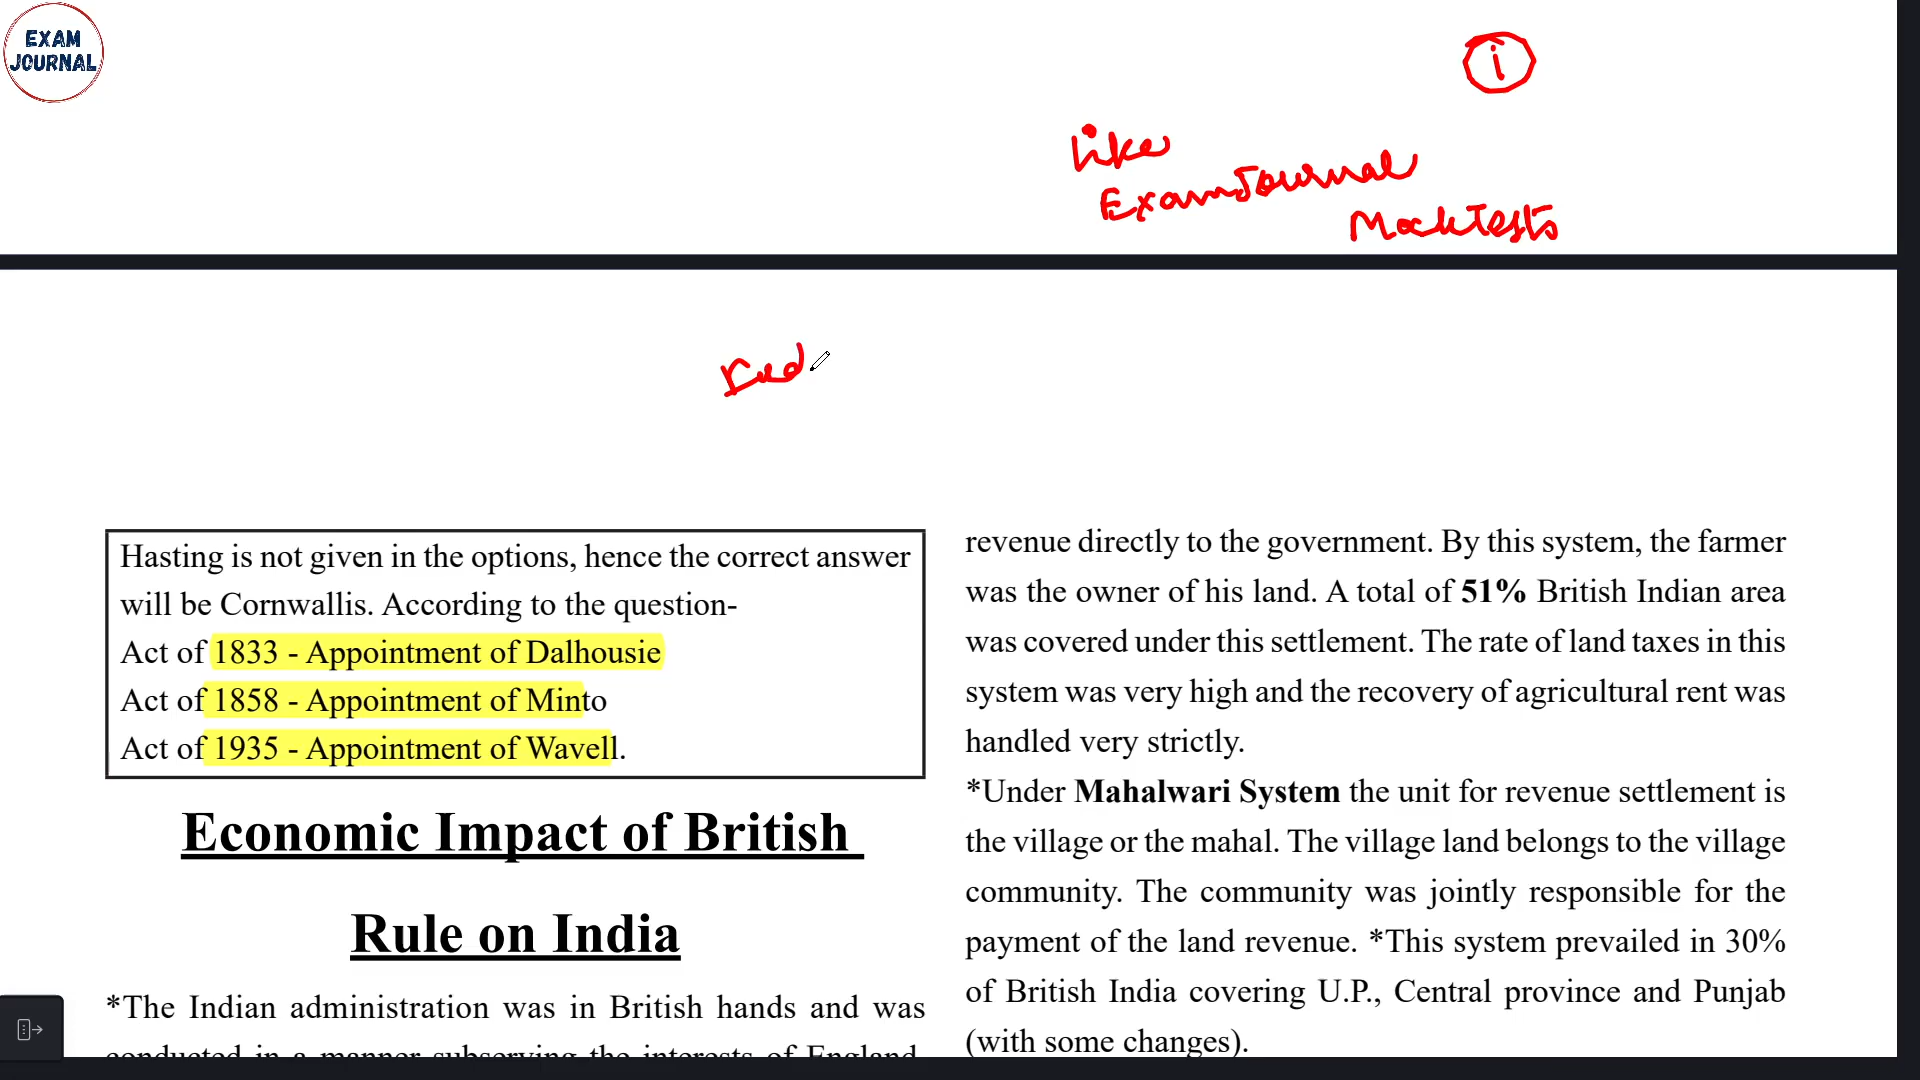 EXAM
JOURNAL
i
Like
ExamJournal
MockTests
Hasting is not given in the options, hence the correct answer
will be Cornwallis. According to the question-
Act of 1833 - Appointment of Dalhousie
Act of 1858 - Appointment of Minto
Act of 1935 - Appointment of Wavell.
Economic Impact of British
Rule on India
*The Indian administration was in British hands and was
conducted in a manner subserving the interests of England.
revenue directly to the government. By this system, the farmer
was the owner of his land. A total of 51% British Indian area
was covered under this settlement. The rate of land taxes in this
system was very high and the recovery of agricultural rent was
handled very strictly.
*Under Mahalwari System the unit for revenue settlement is
the village or the mahal. The village land belongs to the village
community. The community was jointly responsible for the
payment of the land revenue. *This system prevailed in 30%
of British India covering U.P., Central province and Punjab
(with some changes).